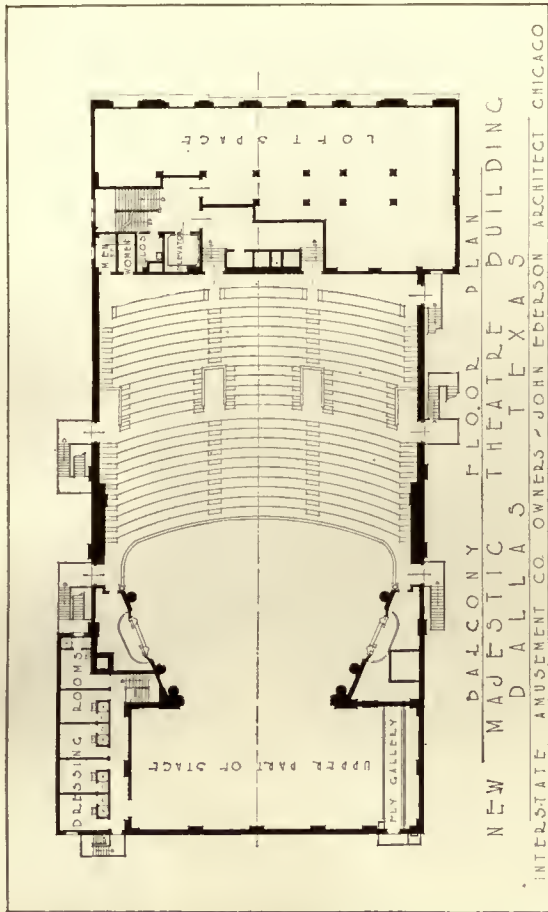 LOFT SPACE
MEN
WOMEN
CLOS
ELEVATOR
DRESSING ROOMS
UPPER PART OF STAGE
FLY GALLERY
BALCONY FLOOR PLAN
NEW MAJESTIC THEATRE BUILDING
DALLAS TEXAS
INTERSTATE AMUSEMENT CO. OWNERS ~ JOHN EBERSON ARCHITECT CHICAGO